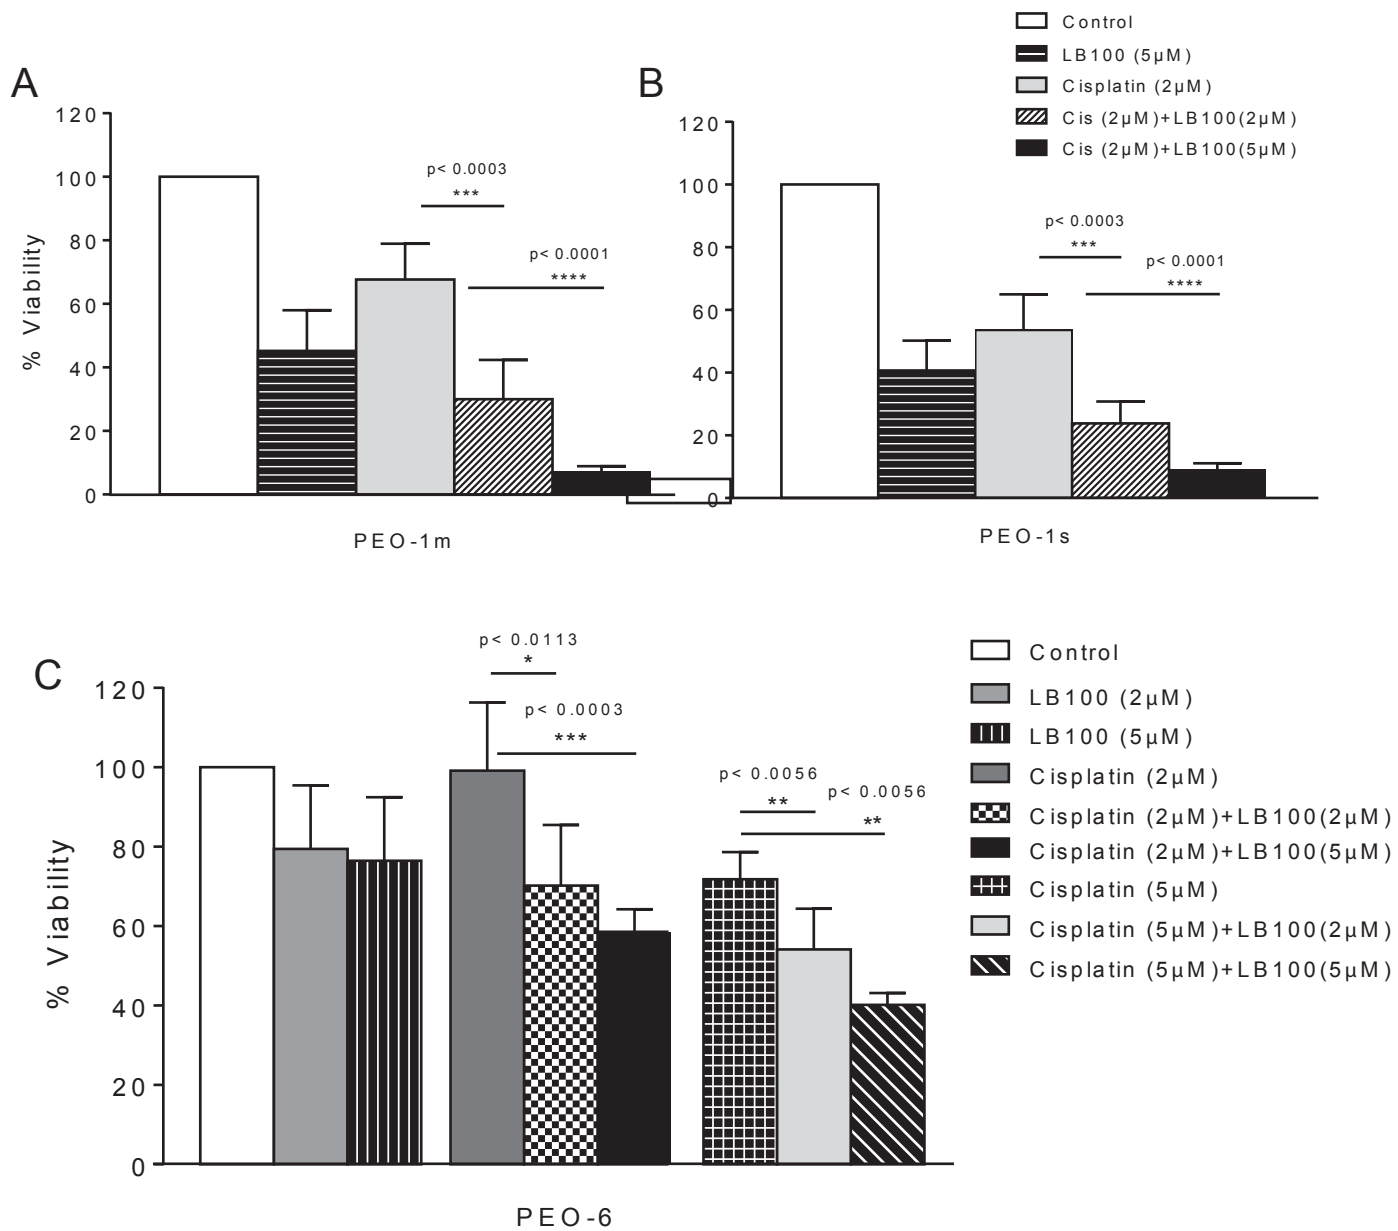 Control
LB100 (5µM)
Cisplatin (2µM)
Cis (2µM)+LB100(2µM)
Cis (2µM)+LB100(5µM)
A
120
100
80
60
40
20
0
% Viability
p< 0.0003
***
p< 0.0001
****
PEO-1m
B
120
100
80
60
40
20
0
p< 0.0003
***
p< 0.0001
****
PEO-1s
C
120
100
80
60
40
20
0
% Viability
p< 0.0113
*
p< 0.0003
***
p< 0.0056
**
p< 0.0056
**
PEO-6
Control
LB100 (2µM)
LB100 (5µM)
Cisplatin (2µM)
Cisplatin (2µM)+LB100(2µM)
Cisplatin (2µM)+LB100(5µM)
Cisplatin (5µM)
Cisplatin (5µM)+LB100(2µM)
Cisplatin (5µM)+LB100(5µM)